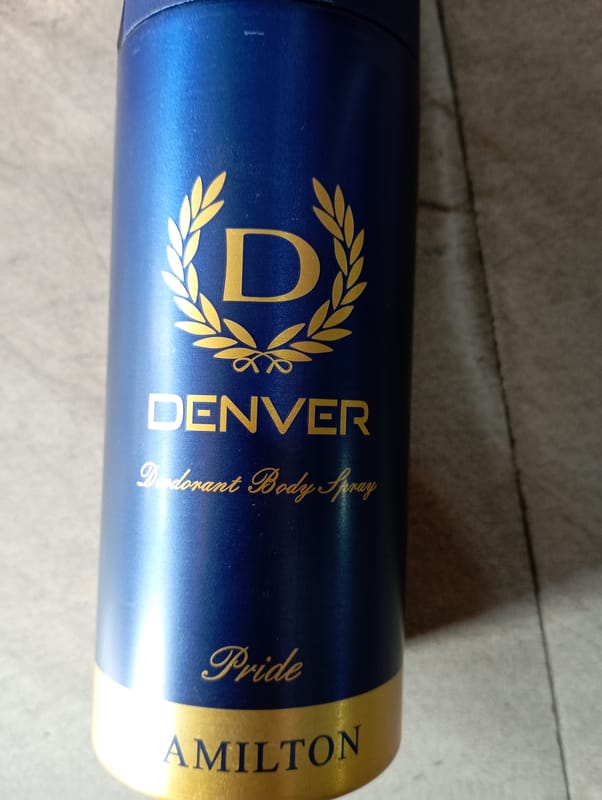 D
DENVER
Deodorant Body Spray
Pride
AMILTON